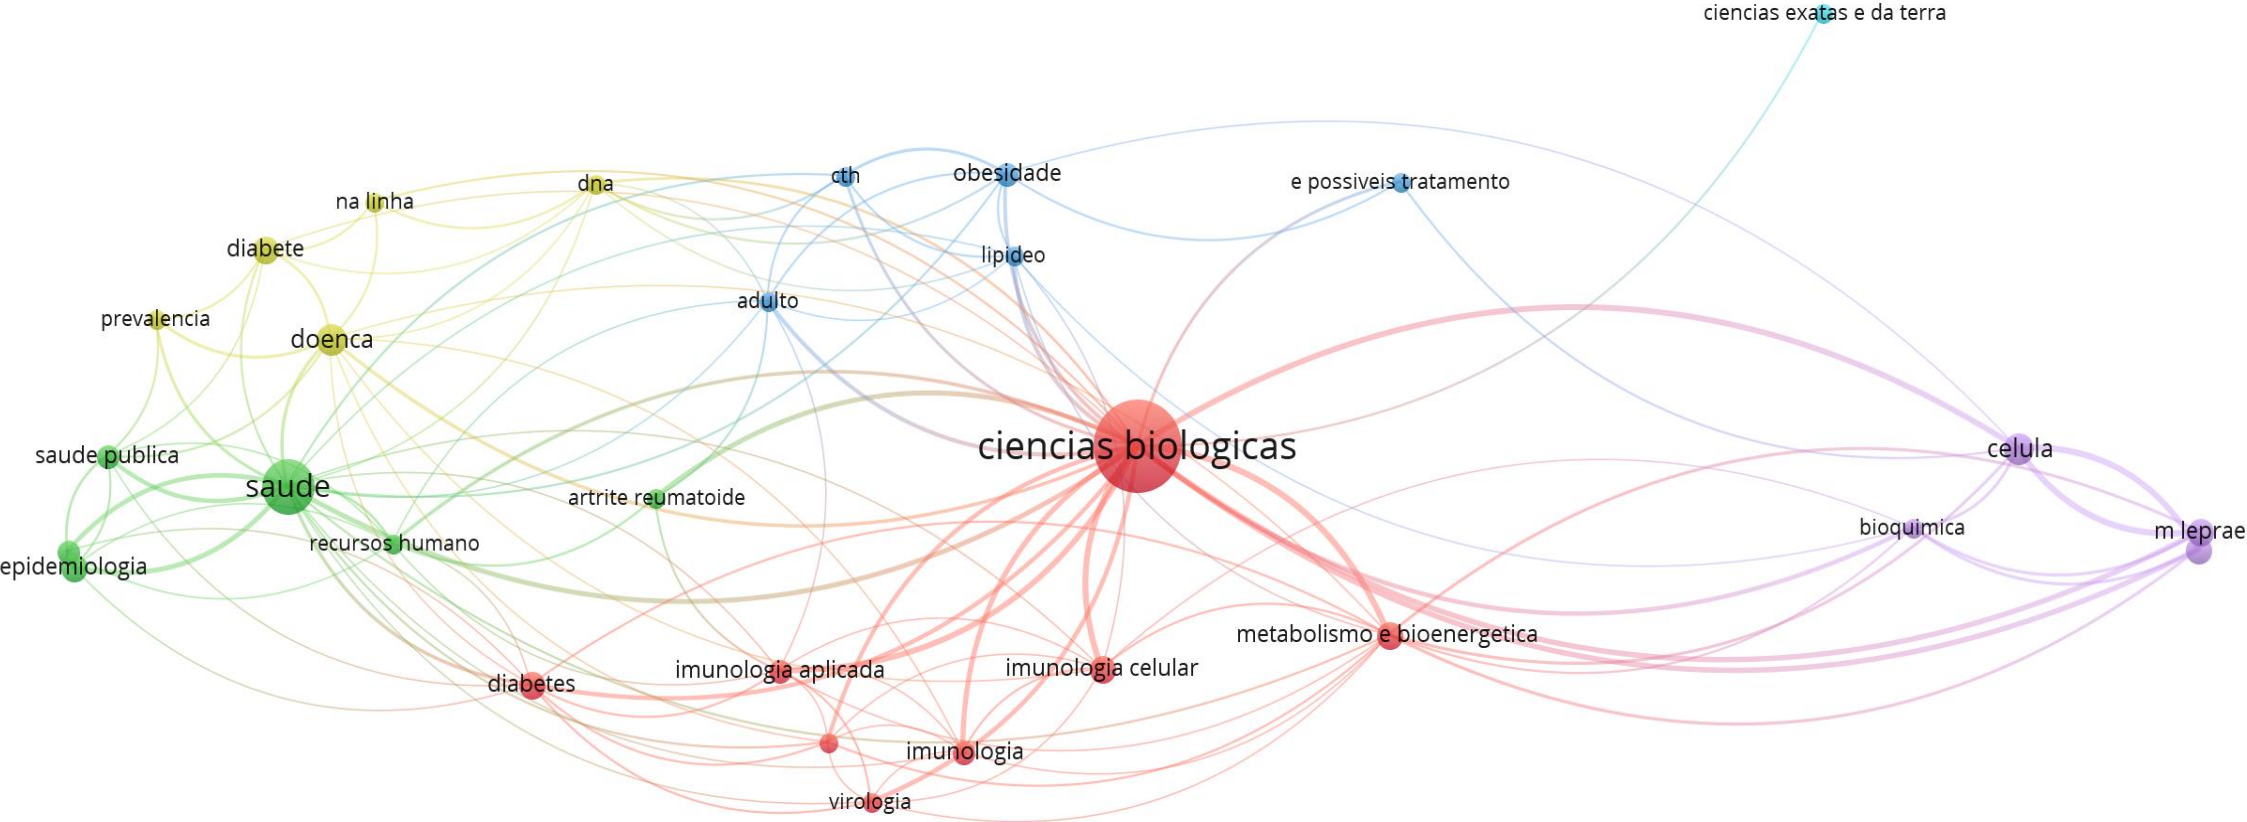 ciencias exatas e da terra
cth
obesidade
e possiveis tratamento
dna
na linha
diabete
lipideo
adulto
prevalencia
doenca
ciencias biologicas
saude publica
celula
saude
artrite reumatoide
bioquimica
m leprae
recursos humano
epidemiologia
metabolismo e bioenergetica
imunologia aplicada
imunologia celular
diabetes
imunologia
virologia